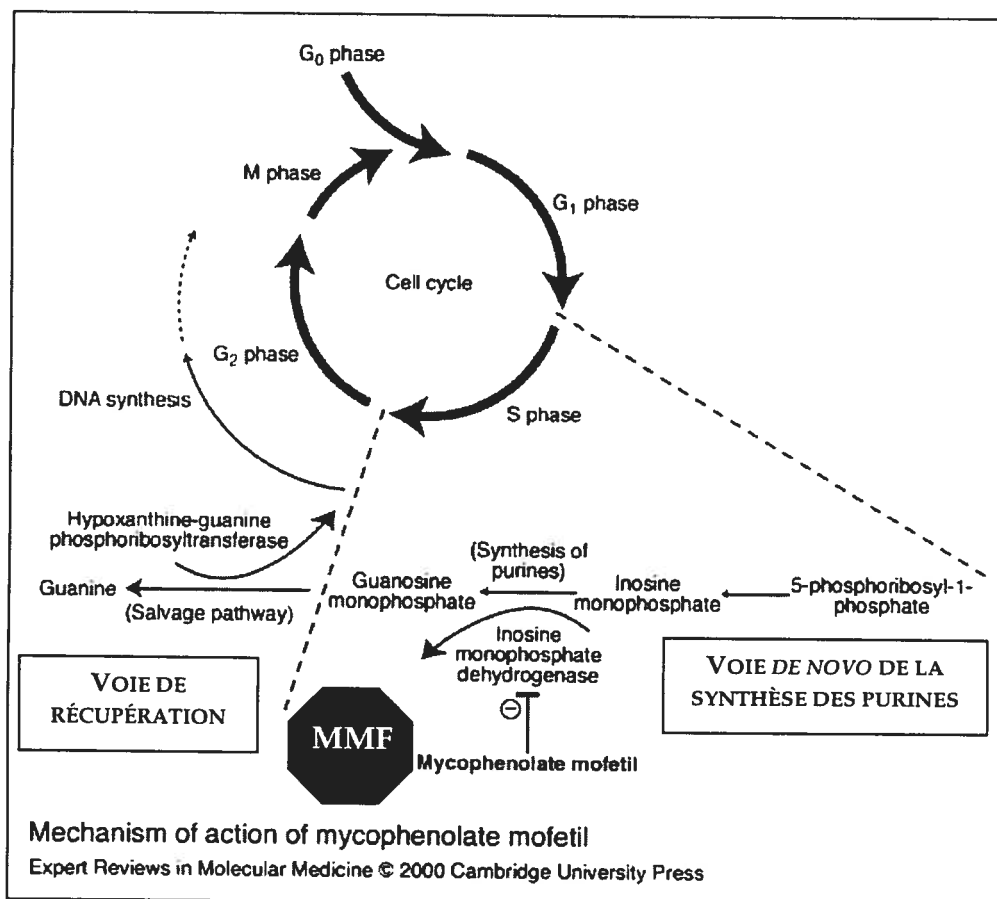 G₀ phase
M phase
G₁ phase
Cell cycle
G₂ phase
S phase
DNA synthesis
Hypoxanthine-guanine
phosphoribosyltransferase
Guanine
(Salvage pathway)
Guanosine
monophosphate
(Synthesis of
purines)
Inosine
monophosphate
5-phosphoribosyl-1-
phosphate
Inosine
monophosphate
dehydrogenase
VOIE DE
RÉCUPÉRATION
VOIE DE NOVO DE LA
SYNTHÈSE DES PURINES
MMF
⊖
Mycophenolate mofetil
Mechanism of action of mycophenolate mofetil
Expert Reviews in Molecular Medicine © 2000 Cambridge University Press